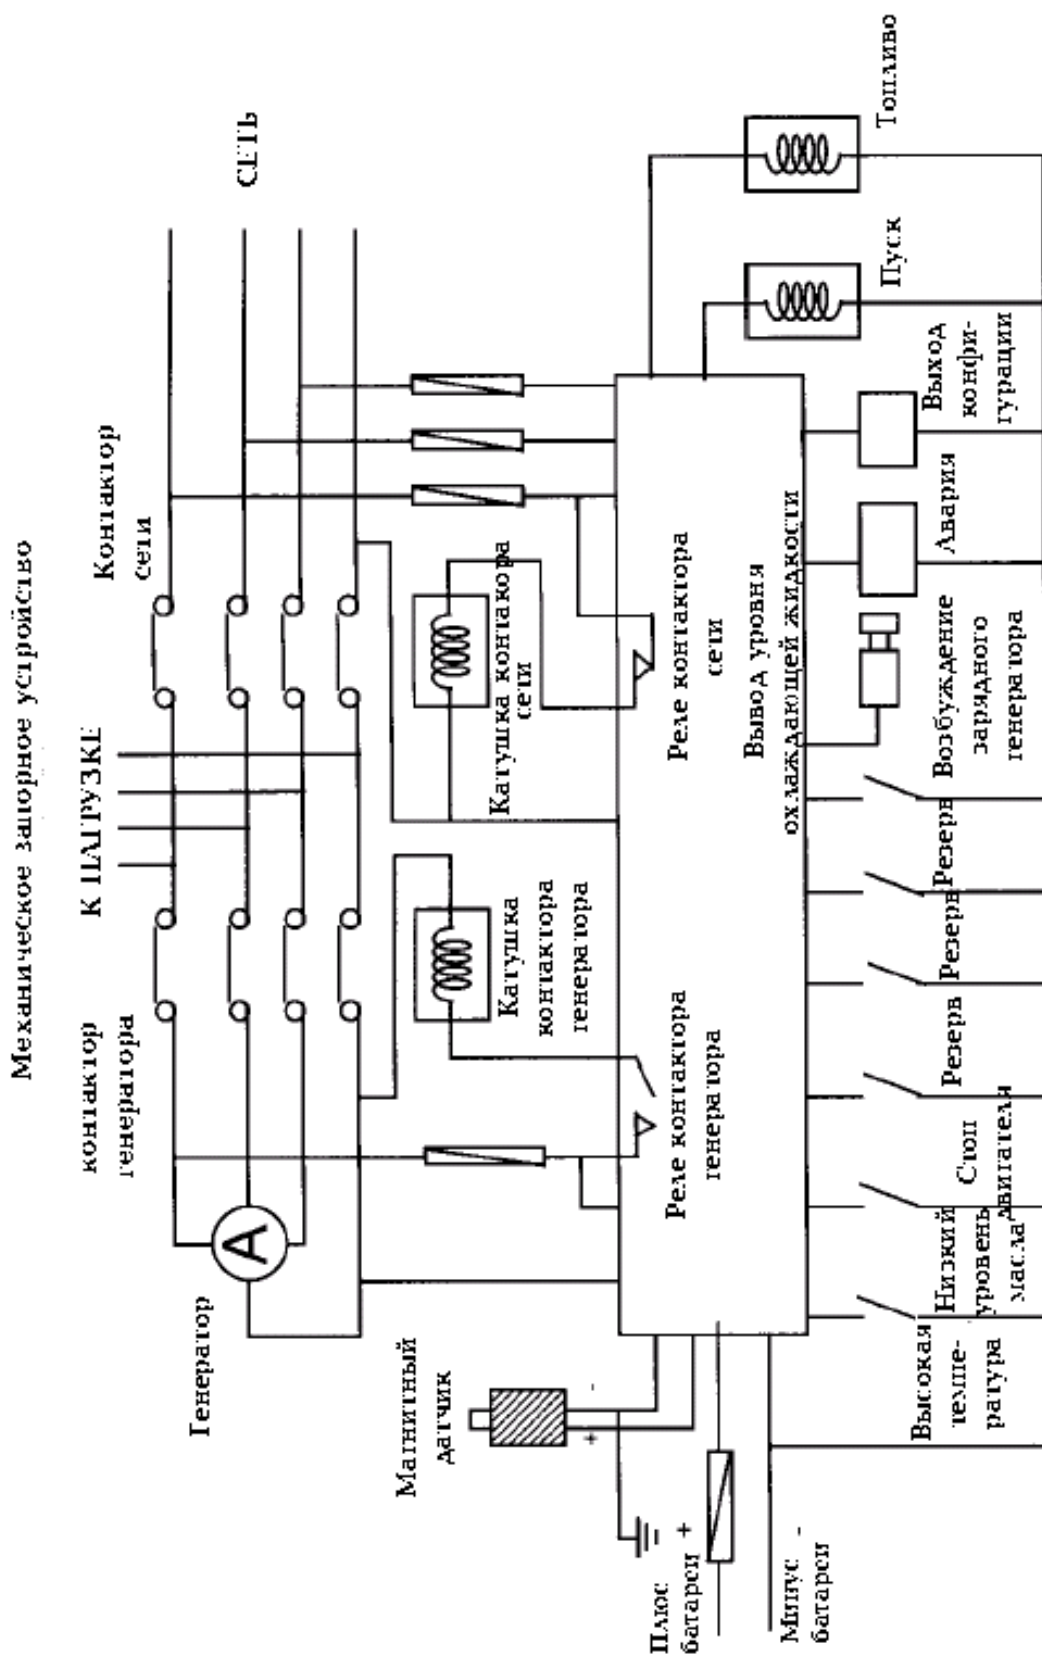 Механическое запорное устройство
К НАГРУЗКЕ
контактор
генератора
Контактор
сети
СЕТЬ
Генератор
А
Магнитный
датчик
+
-
Катушка
контактора
генератора
Катушка контакора
сети
Реле контактора
генератора
Реле контактора
сети
Вывод уровня
охлаждающей жидкости
Плюс +
батареи
Минус -
батареи
Топливо
Пуск
Высокая
темпе-
ратура
Низкий
уровень
масла
Стоп
двигателя
Резерв
Резерв
Резерв
Возбуждение
зарядного
генератора
Авария
Выход
конфи-
гурации